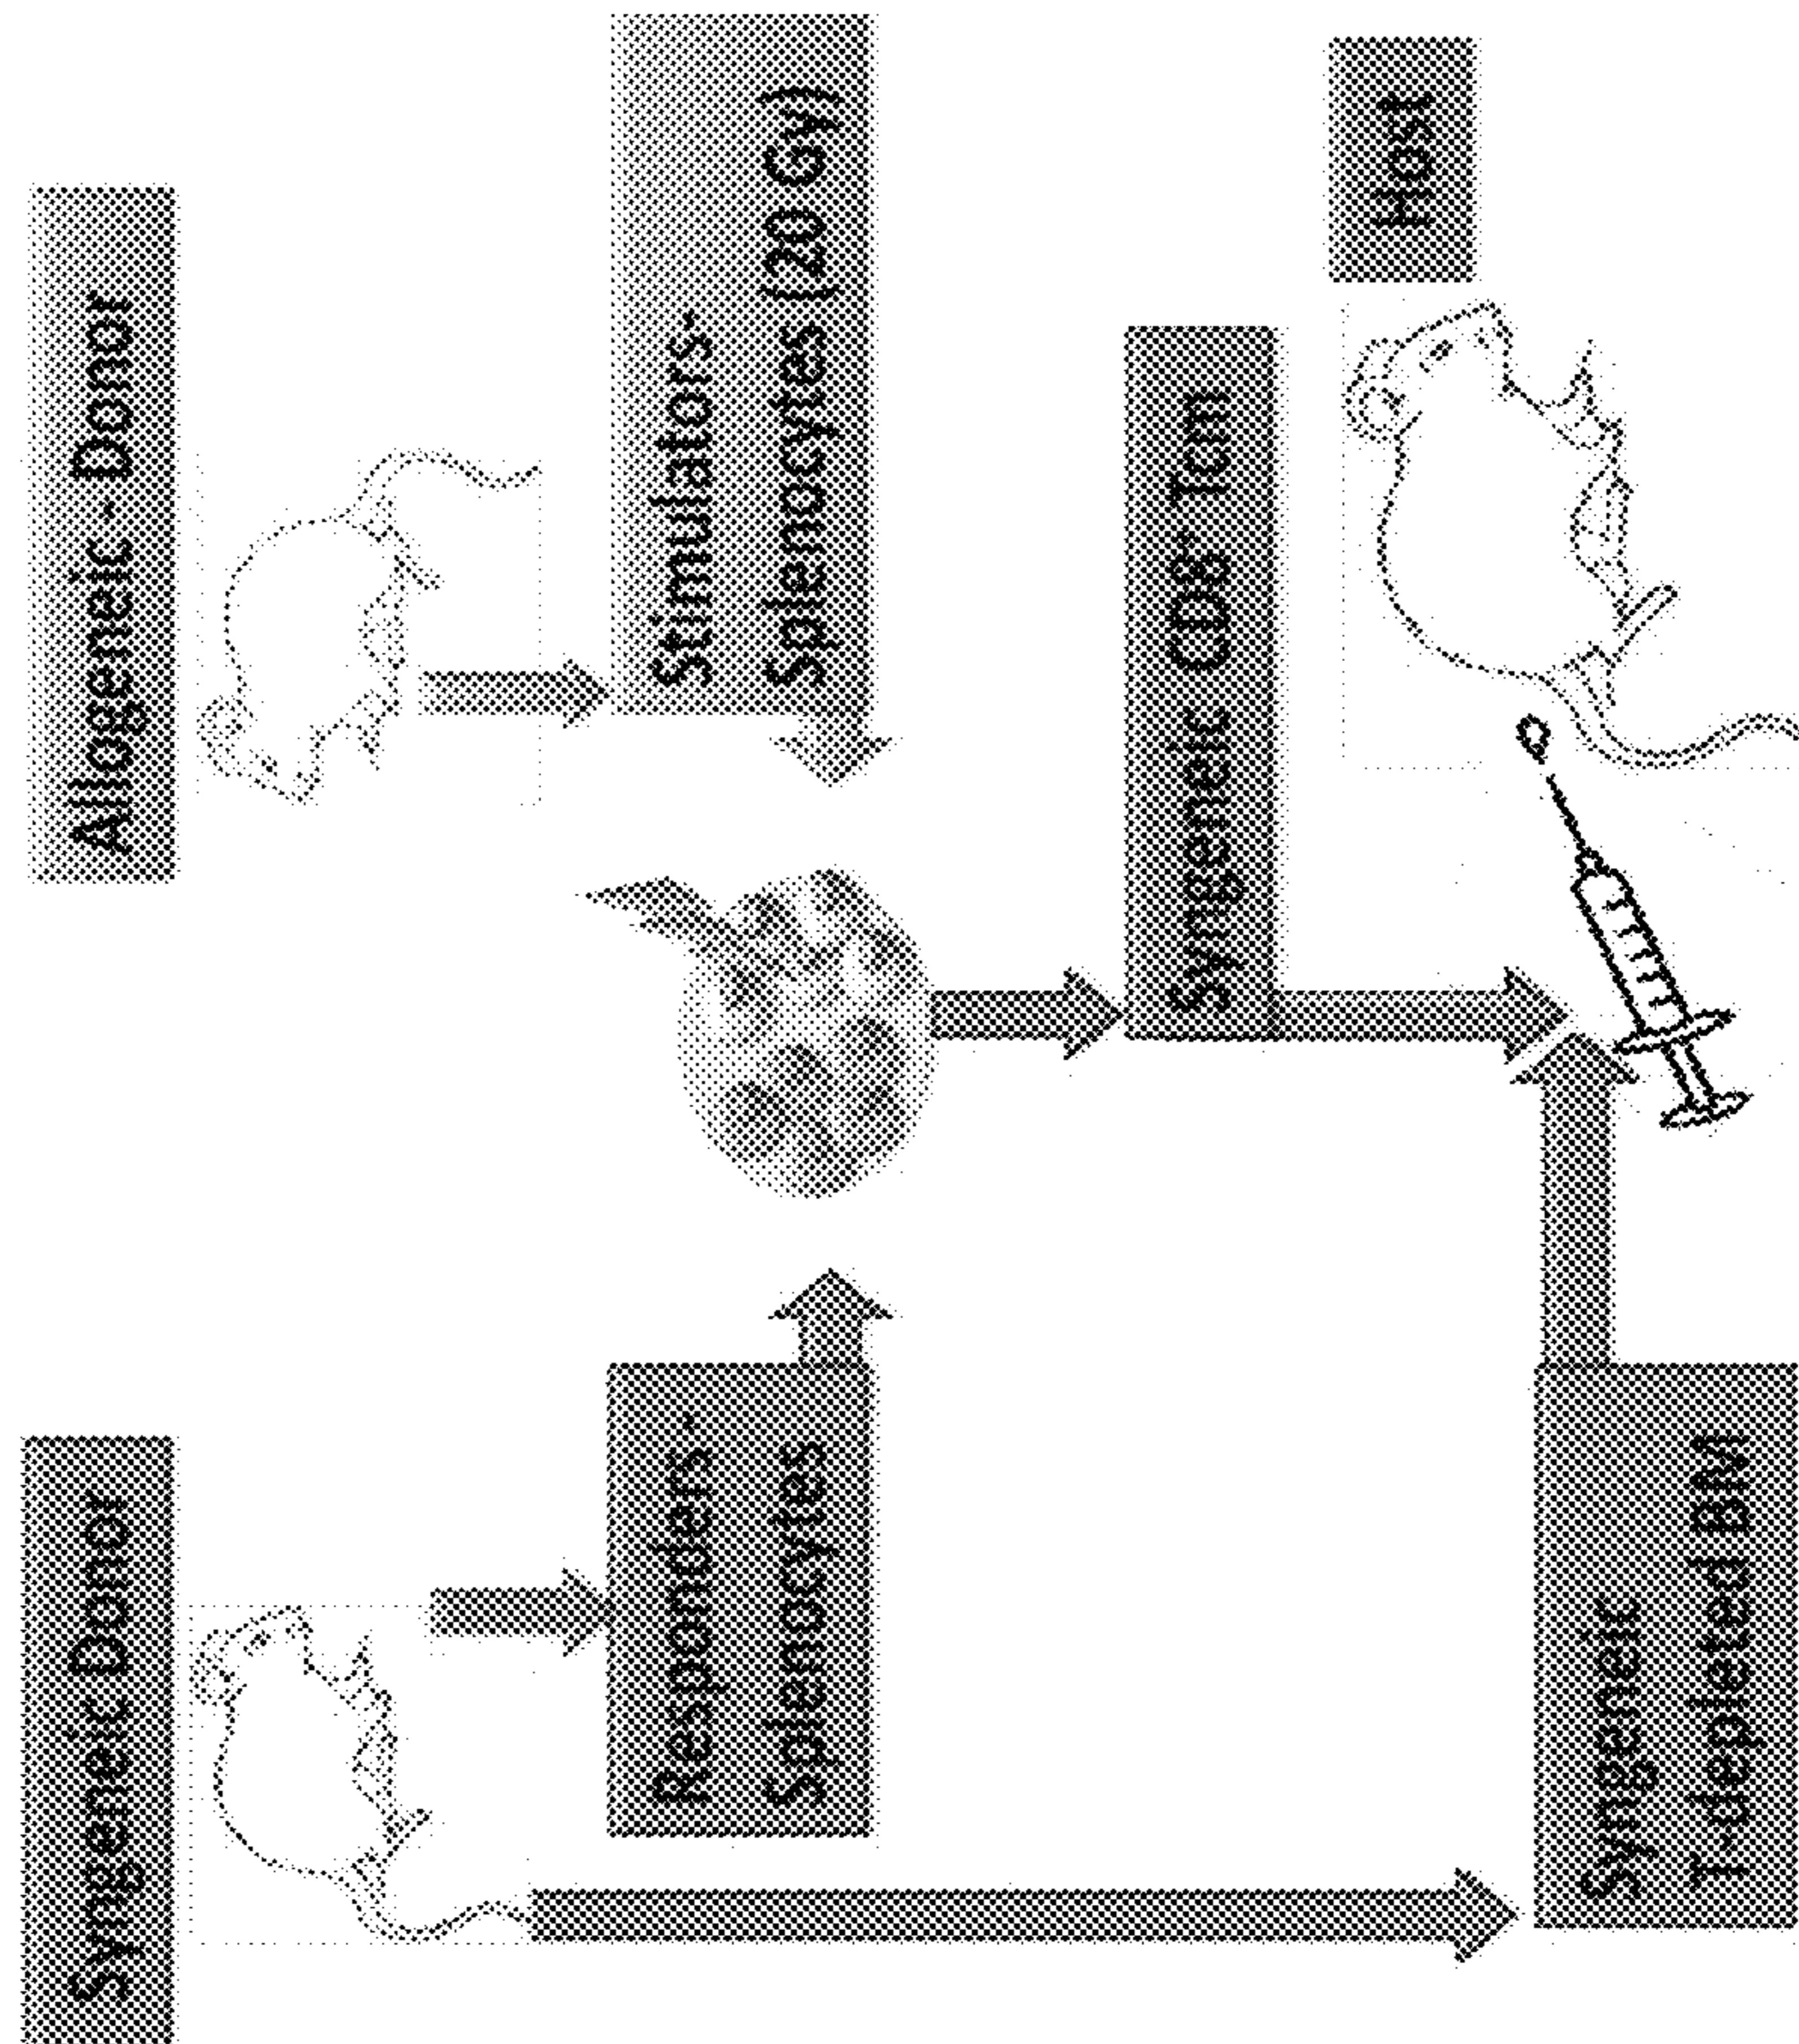 Syngeneic Donor
Allogeneic - Donor
Responders -
Splenocytes
Stimulators-
Splenocytes (20 Gy)
Syngeneic CD8⁺ Tcm
Syngeneic
T-depleted BM
Host